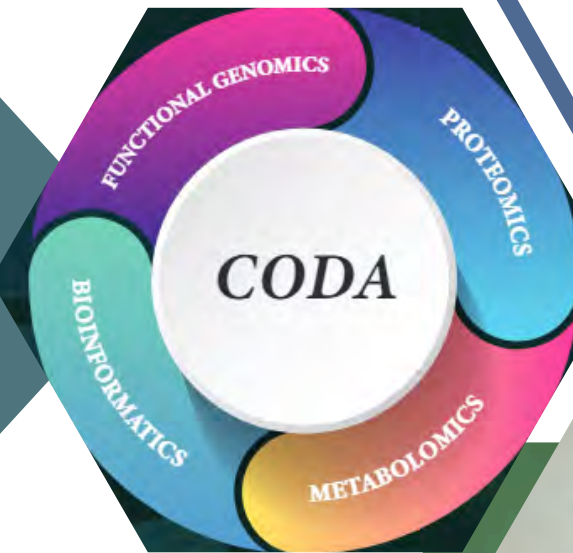 FUNCTIONAL GENOMICS
PROTEOMICS
CODA
BIOINFORMATICS
METABOLOMICS